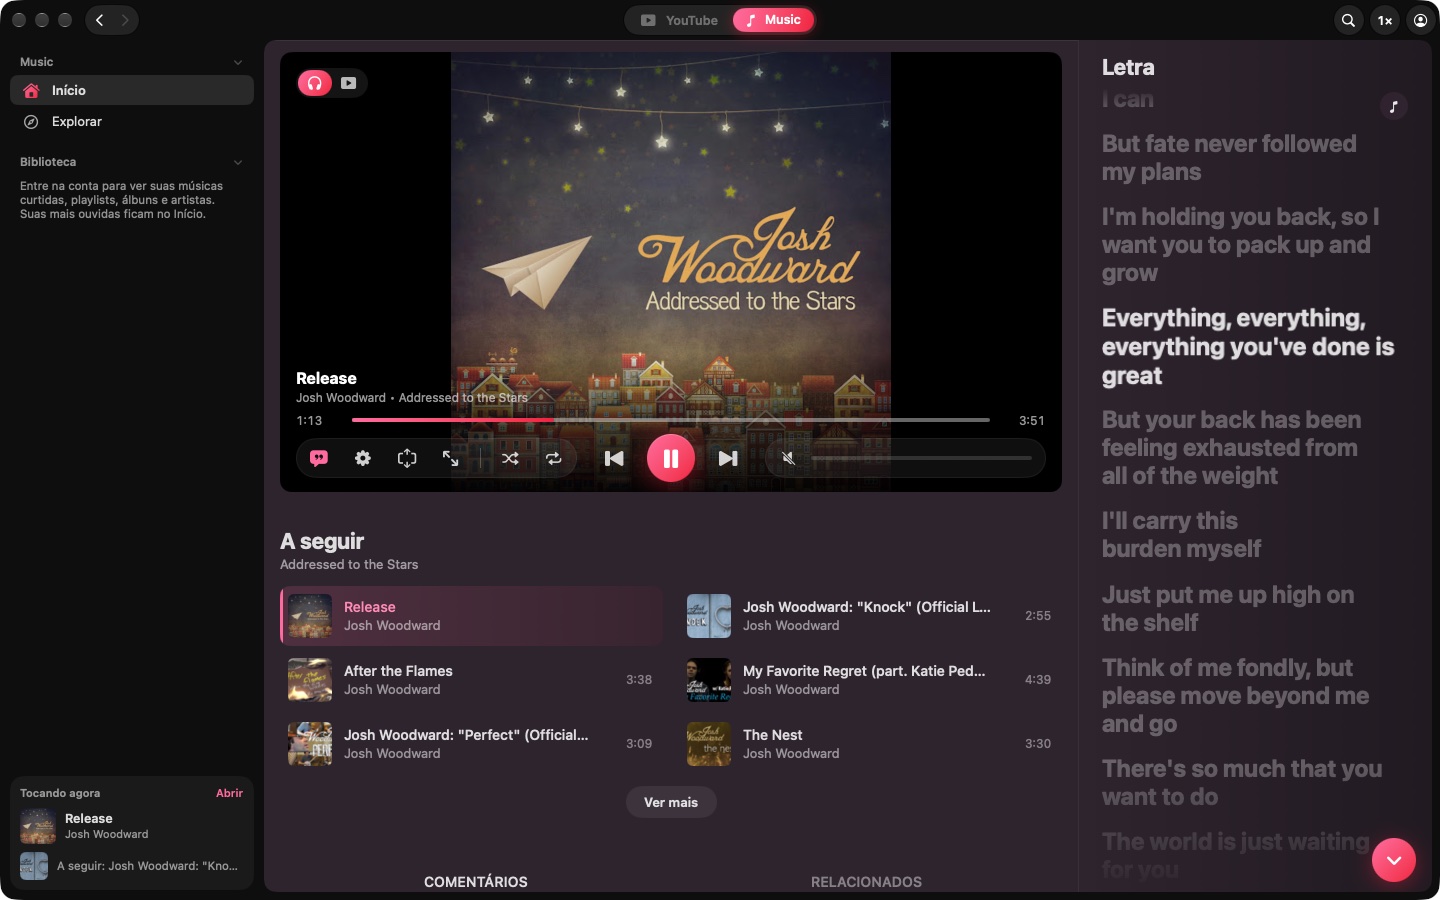 YouTube
Music
1×
Music
Início
Explorar
Biblioteca
Entre na conta para ver suas músicas
curtidas, playlists, álbuns e artistas.
Suas mais ouvidas ficam no Início.
Tocando agora
Abrir
Release
Josh Woodward
A seguir: Josh Woodward: "Kno...
Josh
Woodward
Addressed to the Stars
Release
Josh Woodward • Addressed to the Stars
1:13
3:51
A seguir
Addressed to the Stars
Release
Josh Woodward
Josh Woodward: "Knock" (Official L...
Josh Woodward
2:55
After the Flames
Josh Woodward
3:38
My Favorite Regret (part. Katie Ped...
Josh Woodward
4:39
Josh Woodward: "Perfect" (Official...
Josh Woodward
3:09
The Nest
Josh Woodward
3:30
Ver mais
COMENTÁRIOS
RELACIONADOS
Letra
I can
But fate never followed
my plans
I'm holding you back, so I
want you to pack up and
grow
Everything, everything,
everything you've done is
great
But your back has been
feeling exhausted from
all of the weight
I'll carry this
burden myself
Just put me up high on
the shelf
Think of me fondly, but
please move beyond me
and go
There's so much that you
want to do
The world is just waiting
for you